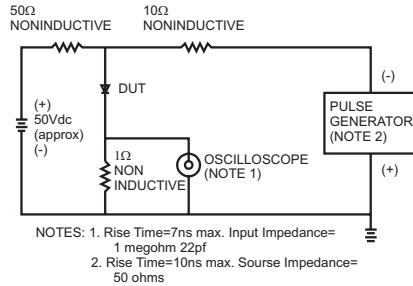 50Ω
NONINDUCTIVE
10Ω
NONINDUCTIVE
DUT
(+)
50Vdc
(approx)
(-)
1Ω
NON
INDUCTIVE
OSCILLOSCOPE
(NOTE 1)
(-)
PULSE
GENERATOR
(NOTE 2)
(+)
NOTES: 1. Rise Time=7ns max. Input Impedance=
1 megohm 22pf
2. Rise Time=10ns max. Sourse Impedance=
50 ohms